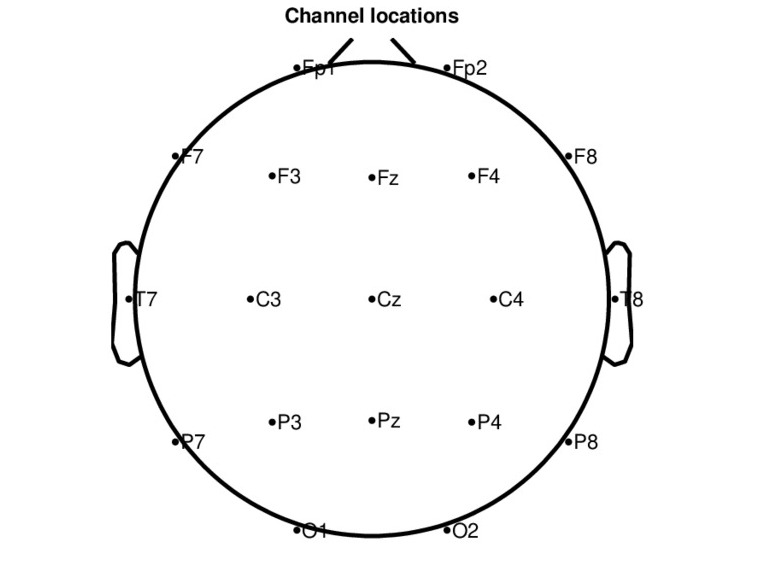 Channel locations
Fp1 Fp2
F7 F8
F3 Fz F4
T7 C3 Cz C4 T8
P3 Pz P4
P7 P8
O1 O2